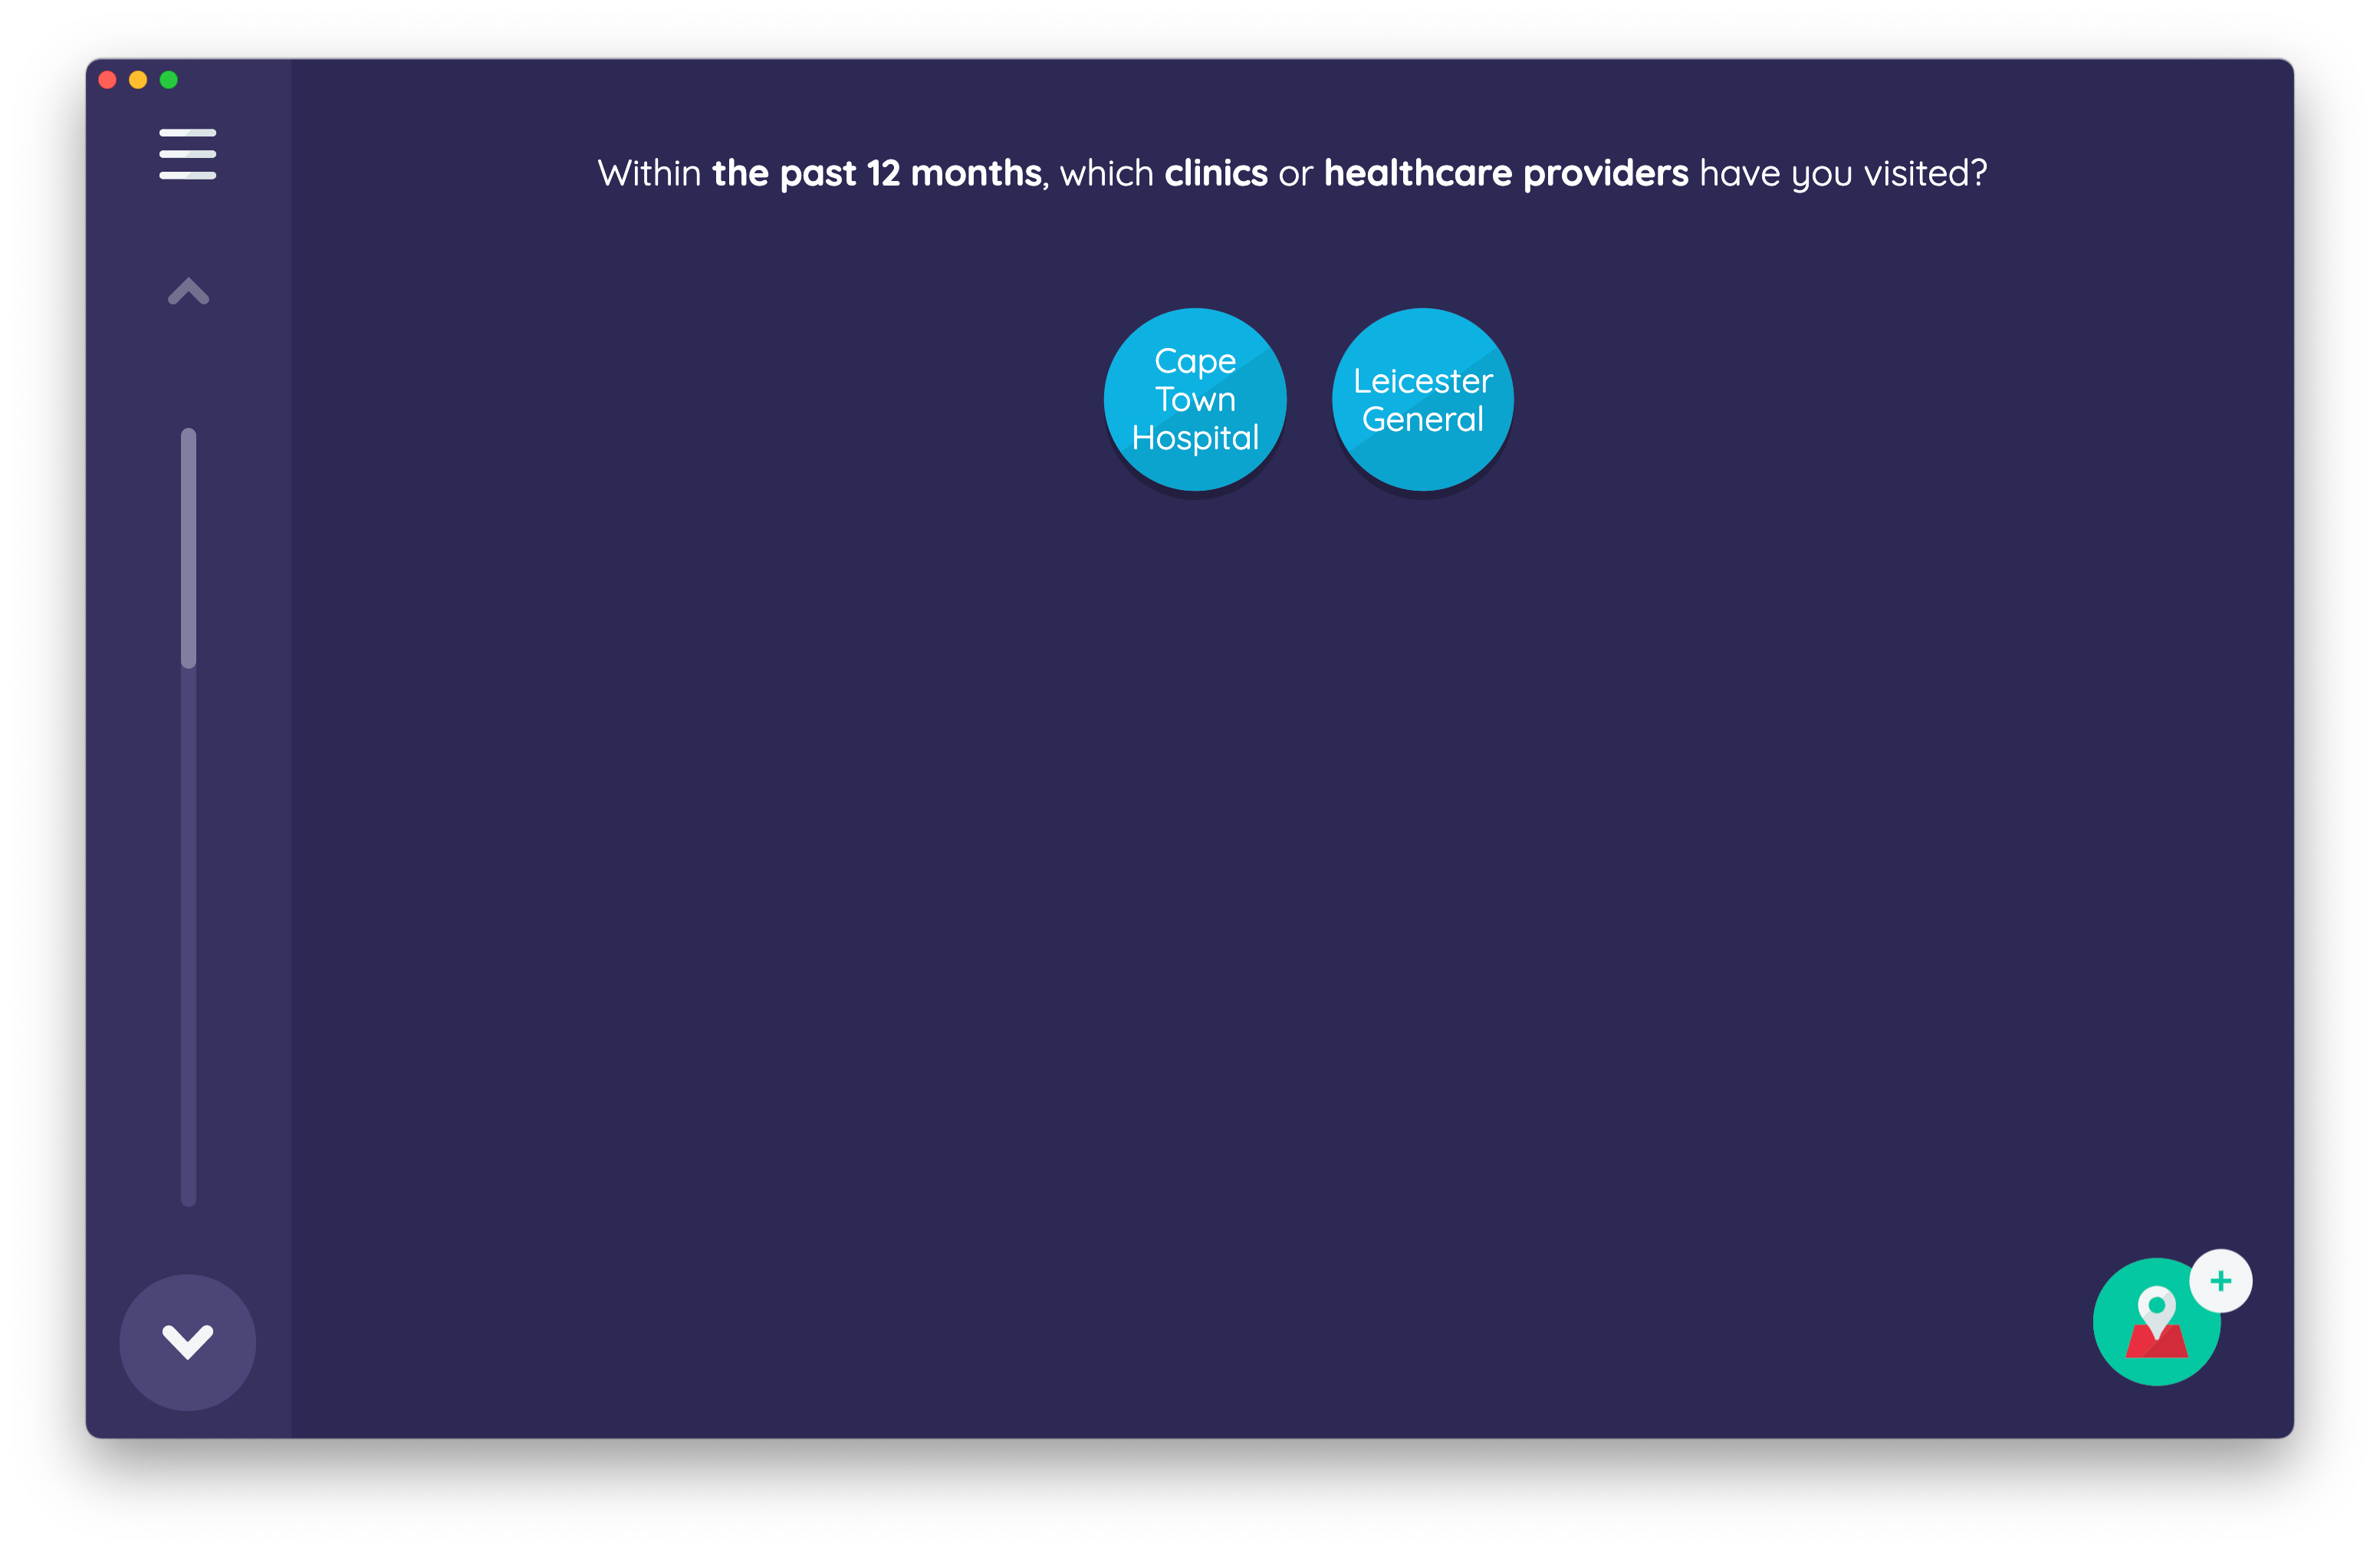 Within the past 12 months, which clinics or healthcare providers have you visited?
Cape
Town
Hospital
Leicester
General